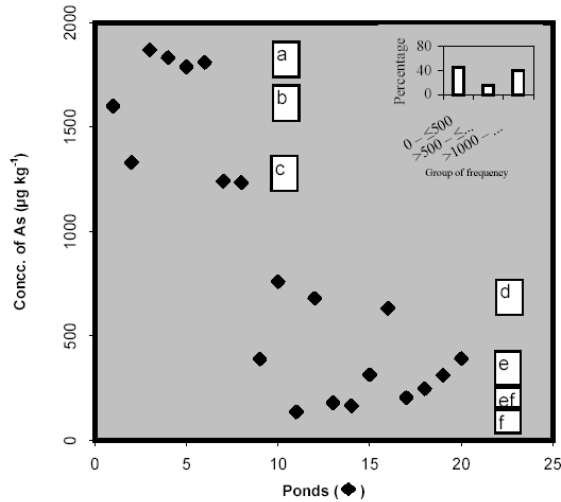 2000
1500
1000
500
0
Concc. of As (µg kg⁻¹)
a
b
c
d
e
ef
f
Percentage
80
40
0
0 – ≤500
>500 – ≤...
>1000 – ...
Group of frequency
0 5 10 15 20 25
Ponds (◆)